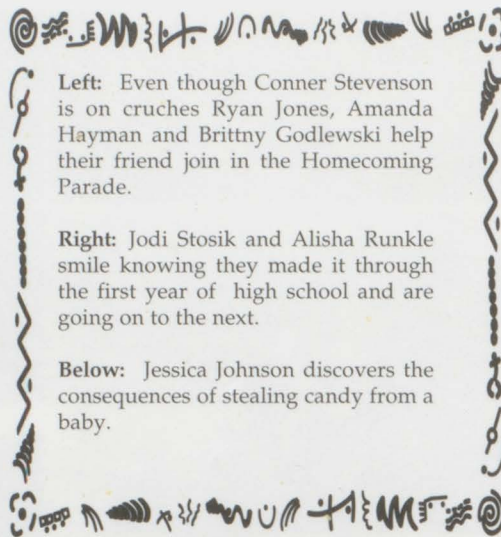 Left: Even though Conner Stevenson
is on cruches Ryan Jones, Amanda
Hayman and Brittny Godlewski help
their friend join in the Homecoming
Parade.
Right: Jodi Stosik and Alisha Runkle
smile knowing they made it through
the first year of high school and are
going on to the next.
Below: Jessica Johnson discovers the
consequences of stealing candy from a
baby.